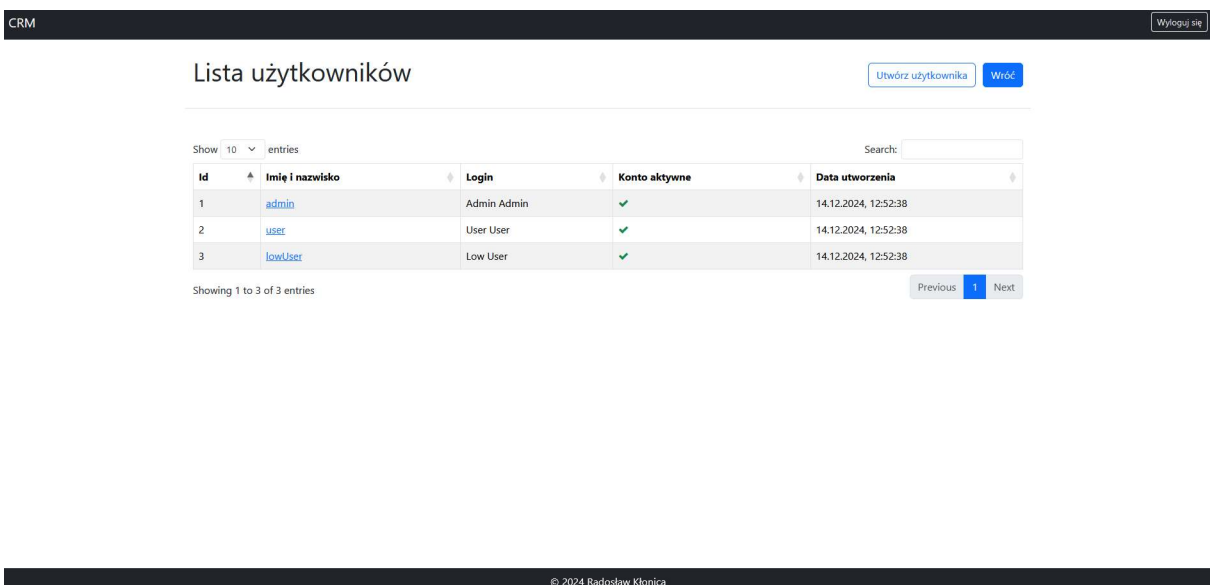 CRM Wyloguj się
Lista użytkowników Utwórz użytkownika Wróć
Show 10 entries Search:
Id Imię i nazwisko Login Konto aktywne Data utworzenia
1 admin Admin Admin 14.12.2024, 12:52:38
2 user User User 14.12.2024, 12:52:38
3 lowUser Low User 14.12.2024, 12:52:38
Showing 1 to 3 of 3 entries Previous 1 Next
© 2024 Radosław Kłonica